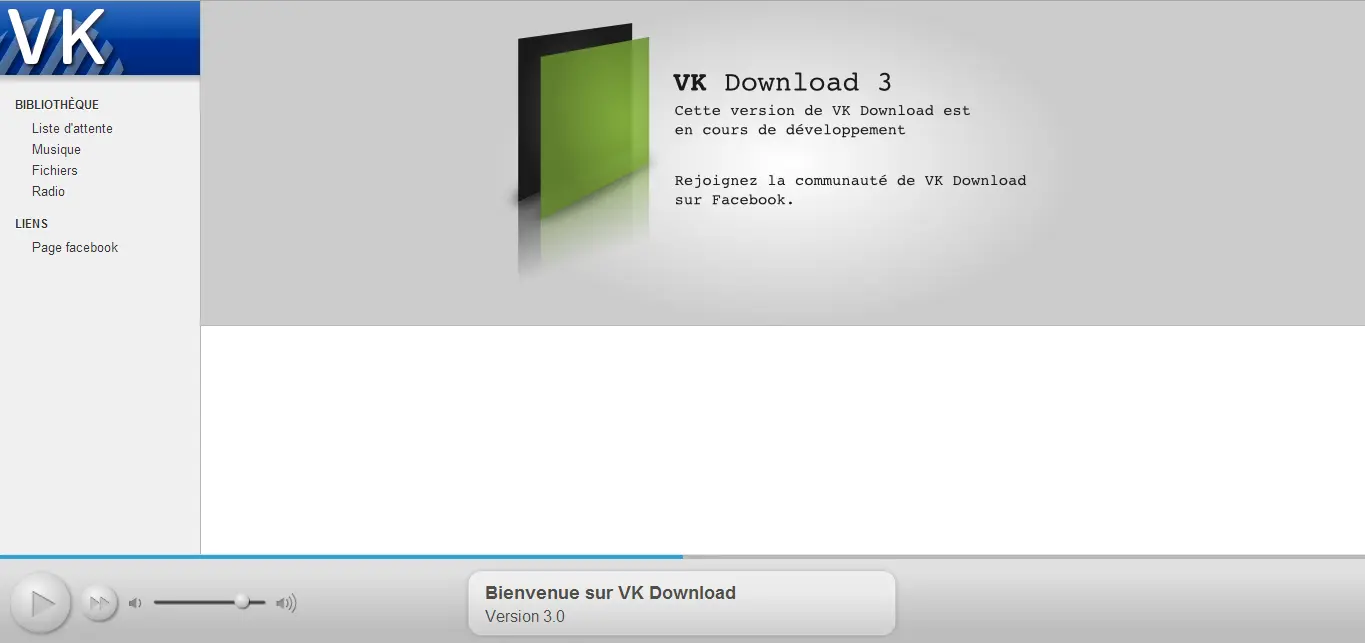 VK
BIBLIOTHÈQUE
Liste d'attente
Musique
Fichiers
Radio
LIENS
Page facebook
VK Download 3
Cette version de VK Download est
en cours de développement
Rejoignez la communauté de VK Download
sur Facebook.
Bienvenue sur VK Download
Version 3.0